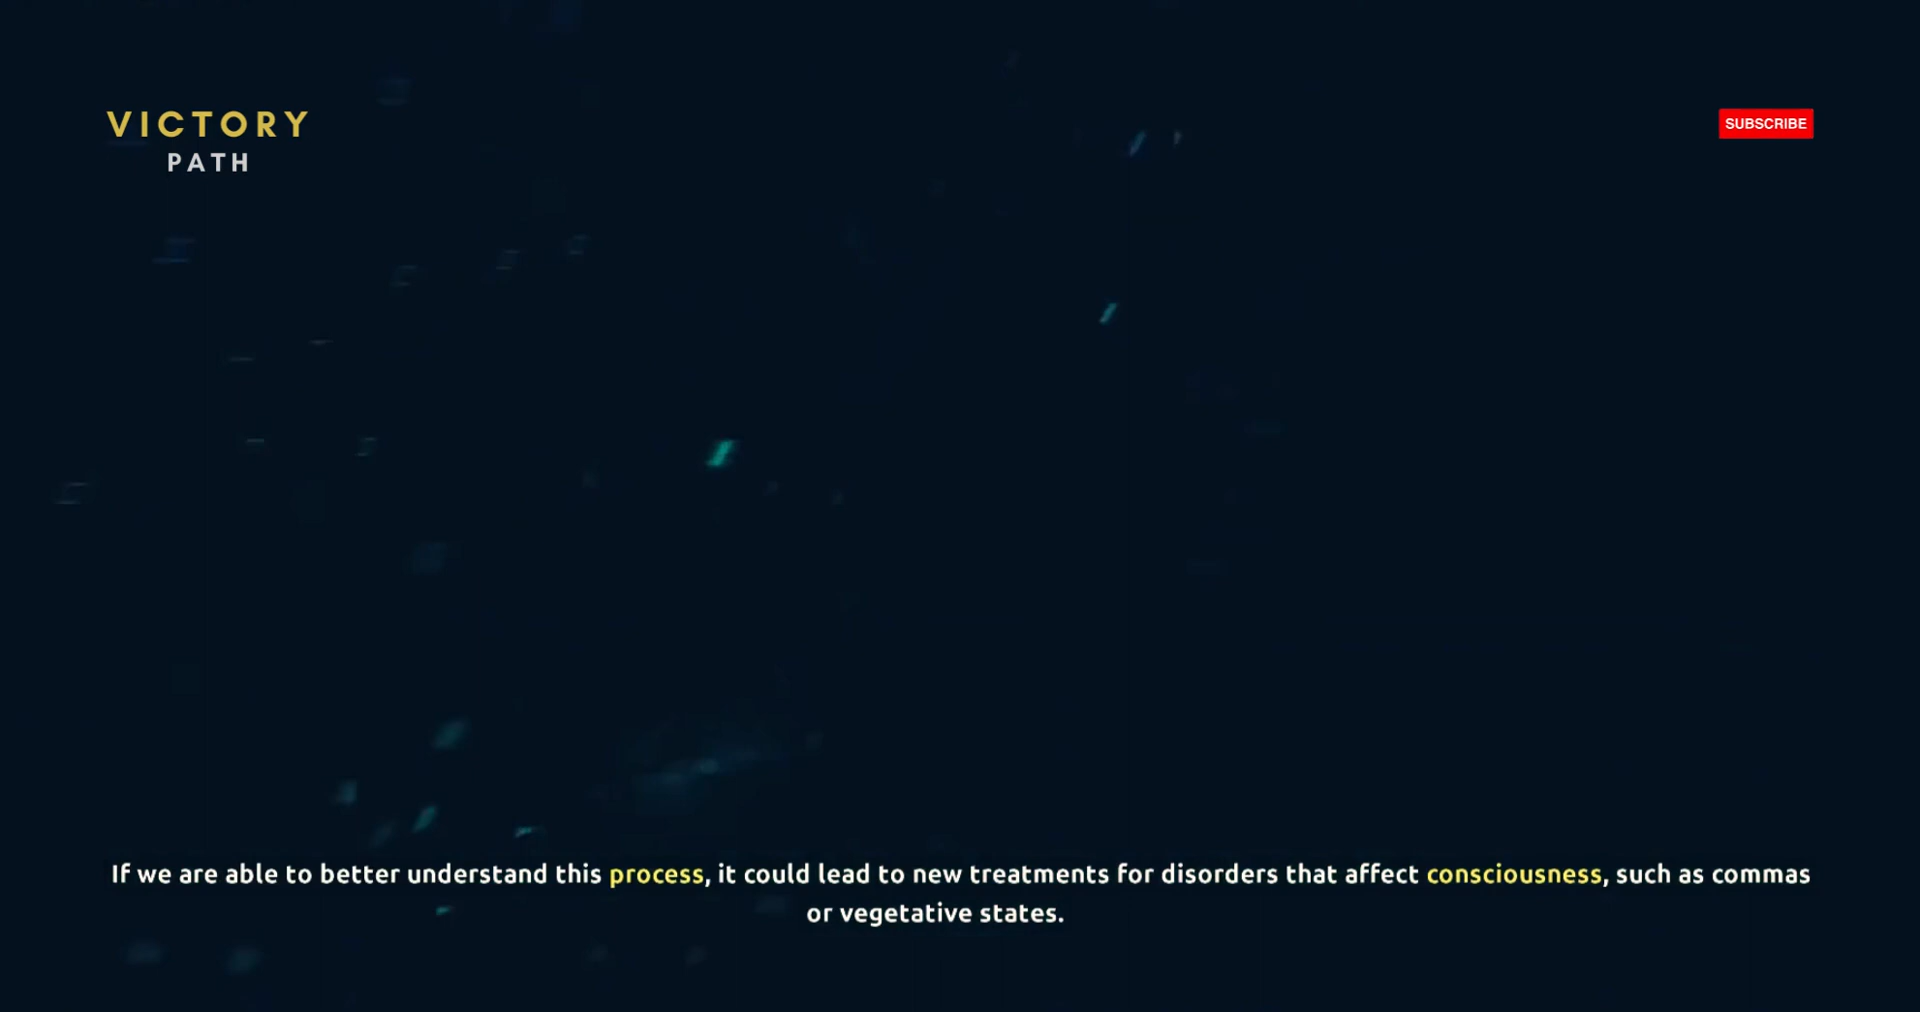 VICTORY
PATH
SUBSCRIBE
If we are able to better understand this process, it could lead to new treatments for disorders that affect consciousness, such as commas
or vegetative states.